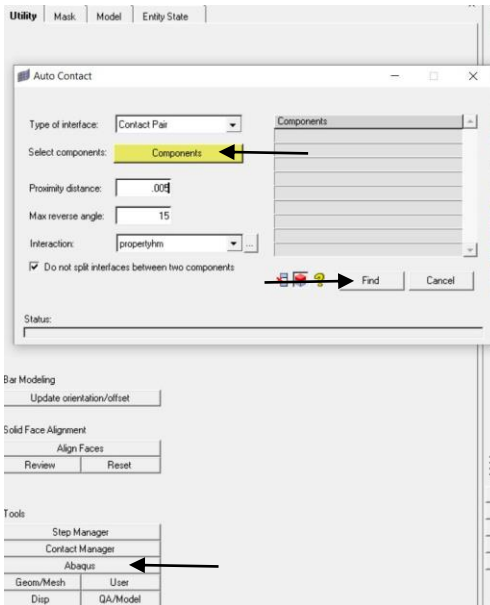 Utility Mask Model Entity State
Auto Contact
Type of interface: Contact Pair
Components
Select components: Components
Proximity distance: .005
Max reverse angle: 15
Interaction: propertyhm ...
Do not split interfaces between two components
? Find Cancel
Status:
Bar Modeling
Update orientation/offset
Solid Face Alignment
Align Faces
Review Reset
Tools
Step Manager
Contact Manager
Abaqus
Geom/Mesh User
Disp QA/Model